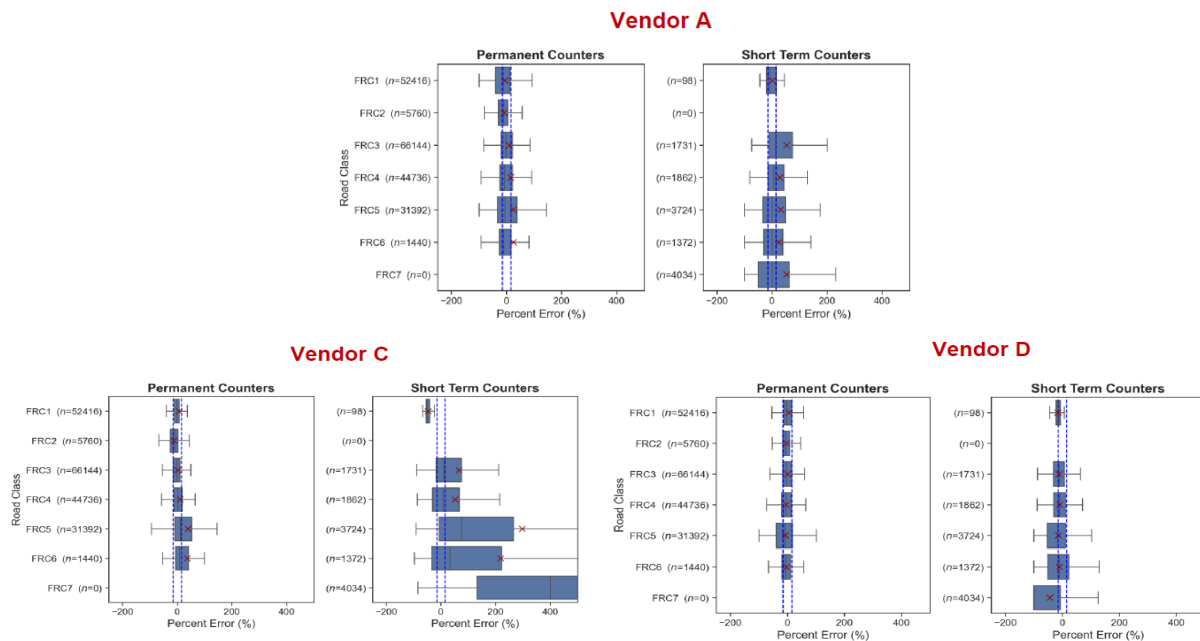 Vendor A
Permanent Counters
Short Term Counters
Road Class
FRC1 (n=52416)
FRC2 (n=5760)
FRC3 (n=66144)
FRC4 (n=44736)
FRC5 (n=31392)
FRC6 (n=1440)
FRC7 (n=0)
−200 0 200 400
Percent Error (%)
(n=98)
(n=0)
(n=1731)
(n=1862)
(n=3724)
(n=1372)
(n=4034)
−200 0 200 400
Percent Error (%)
Vendor C
Permanent Counters
Short Term Counters
Road Class
FRC1 (n=52416)
FRC2 (n=5760)
FRC3 (n=66144)
FRC4 (n=44736)
FRC5 (n=31392)
FRC6 (n=1440)
FRC7 (n=0)
−200 0 200 400
Percent Error (%)
(n=98)
(n=0)
(n=1731)
(n=1862)
(n=3724)
(n=1372)
(n=4034)
−200 0 200 400
Percent Error (%)
Vendor D
Permanent Counters
Short Term Counters
Road Class
FRC1 (n=52416)
FRC2 (n=5760)
FRC3 (n=66144)
FRC4 (n=44736)
FRC5 (n=31392)
FRC6 (n=1440)
FRC7 (n=0)
−200 0 200 400
Percent Error (%)
(n=98)
(n=0)
(n=1731)
(n=1862)
(n=3724)
(n=1372)
(n=4034)
−200 0 200 400
Percent Error (%)